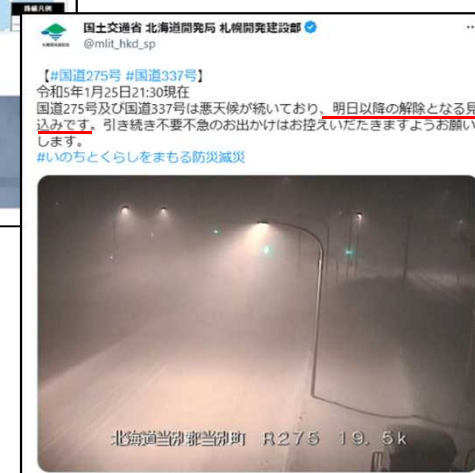 路線凡例
国土交通省 北海道開発局 札幌開発建設部
@mlit_hkd_sp
【#国道275号 #国道337号】
令和5年1月25日21:30現在
国道275号及び国道337号は悪天候が続いており、明日以降の解除となる見
込みです。引き続き不要不急のお出かけはお控えいただきますようお願い
します。
#いのちとくらしをまもる防災減災
北海道当別郡当別町 R275 19.5k